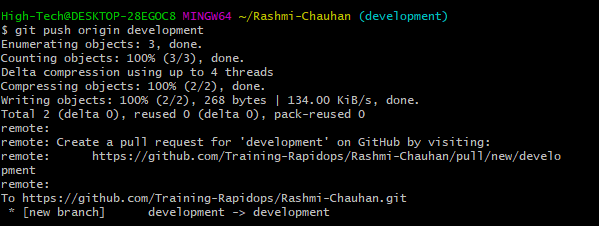 High-Tech@DESKTOP-28EGOC8 MINGW64 ~/Rashmi-Chauhan (development)
$ git push origin development
Enumerating objects: 3, done.
Counting objects: 100% (3/3), done.
Delta compression using up to 4 threads
Compressing objects: 100% (2/2), done.
Writing objects: 100% (2/2), 268 bytes | 134.00 KiB/s, done.
Total 2 (delta 0), reused 0 (delta 0), pack-reused 0
remote:
remote: Create a pull request for 'development' on GitHub by visiting:
remote:      https://github.com/Training-Rapidops/Rashmi-Chauhan/pull/new/develo
pment
remote:
To https://github.com/Training-Rapidops/Rashmi-Chauhan.git
 * [new branch]      development -> development